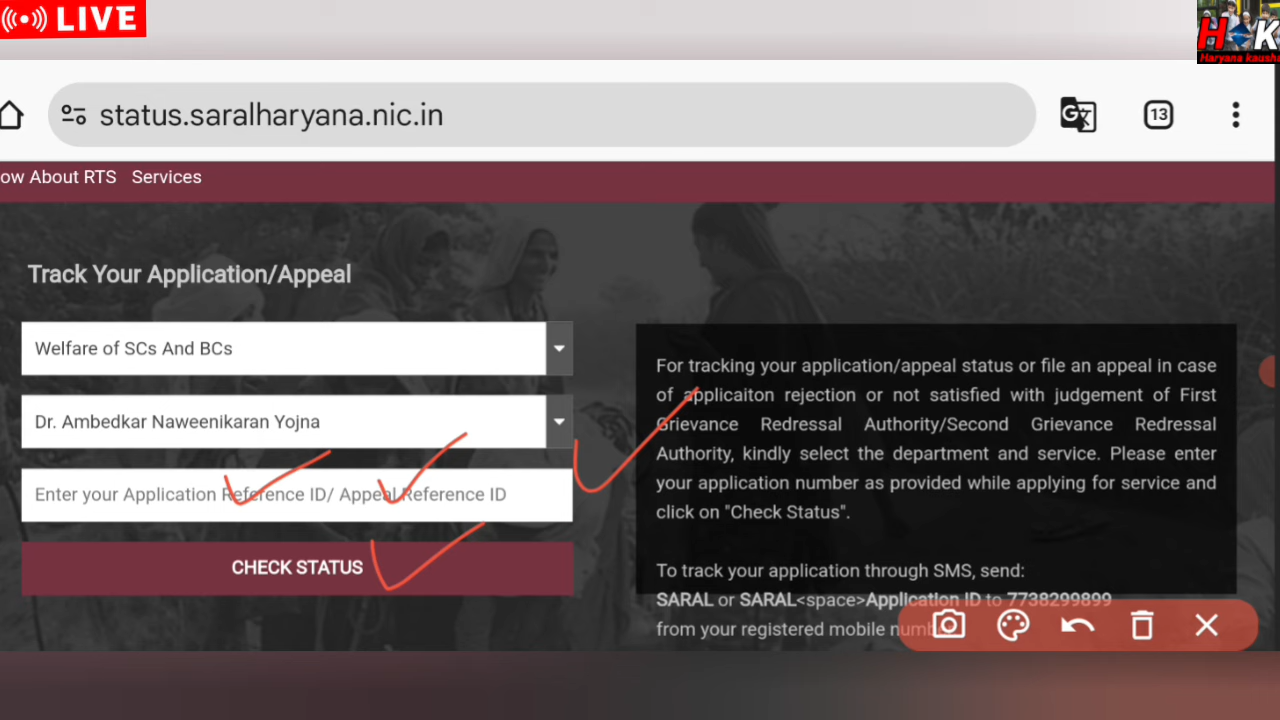 LIVE
H K
Haryana kausha
status.saralharyana.nic.in
13
ow About RTS Services
Track Your Application/Appeal
Welfare of SCs And BCs
Dr. Ambedkar Naweenikaran Yojna
Enter your Application Reference ID/ Appeal Reference ID
CHECK STATUS
For tracking your application/appeal status or file an appeal in case
of applicaiton rejection or not satisfied with judgement of First
Grievance Redressal Authority/Second Grievance Redressal
Authority, kindly select the department and service. Please enter
your application number as provided while applying for service and
click on "Check Status".
To track your application through SMS, send:
SARAL or SARAL<space>Application ID to 7738299899
from your registered mobile numb